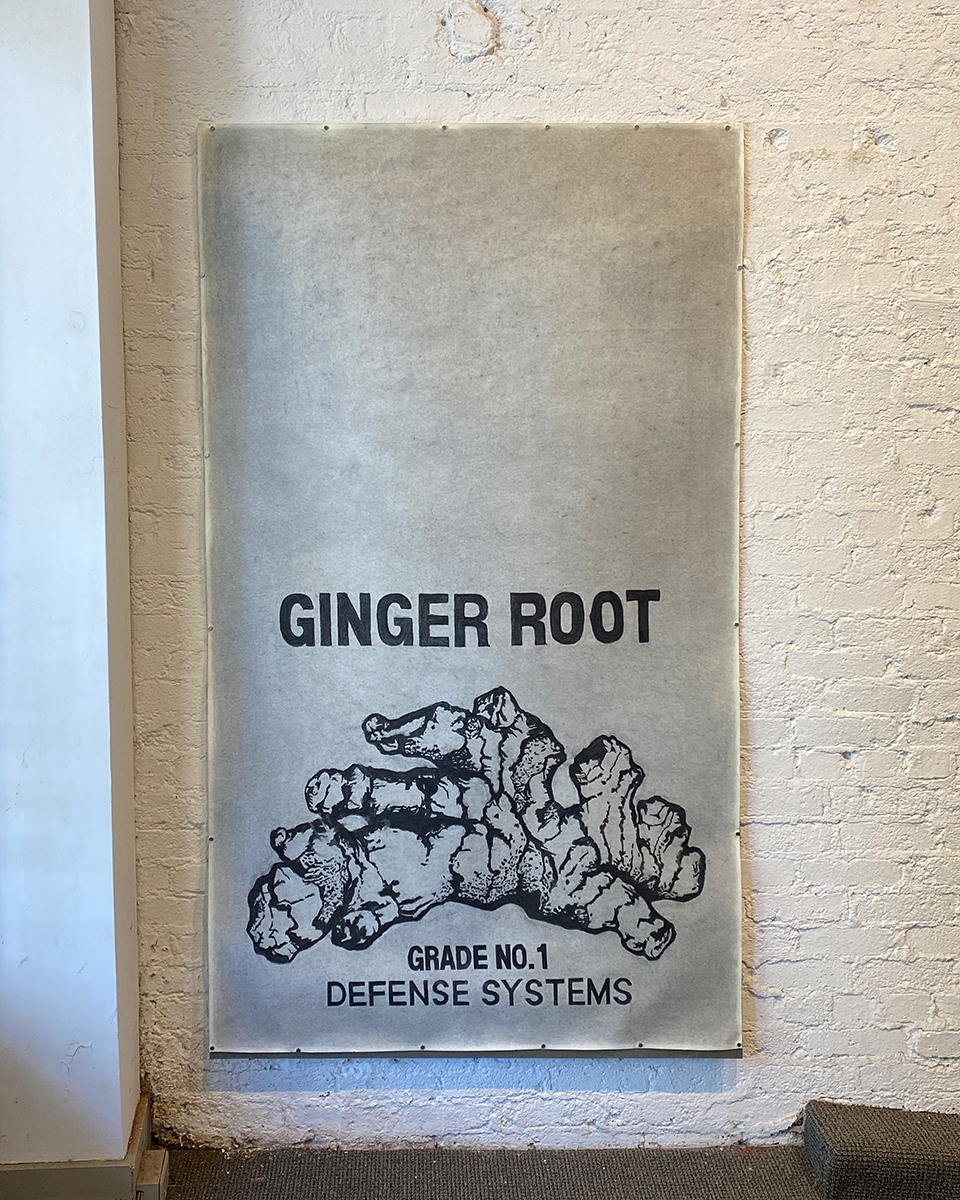 GINGER ROOT
GRADE NO.1
DEFENSE SYSTEMS